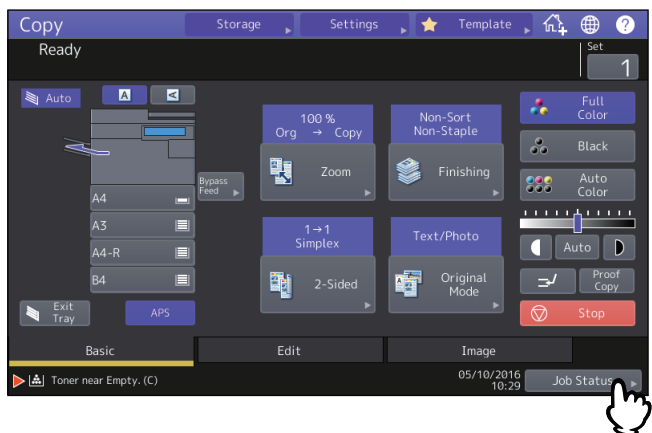 Copy
Storage
Settings
Template
?
Ready
Set
1
Auto
A
A
100 %
Org → Copy
Zoom
Non-Sort
Non-Staple
Finishing
Full
Color
Black
Auto
Color
Bypass
Feed
A4
A3
A4-R
B4
1→1
Simplex
2-Sided
Text/Photo
Original
Mode
Auto
Proof
Copy
Exit
Tray
APS
Stop
Basic
Edit
Image
Toner near Empty. (C)
05/10/2016
10:29
Job Status